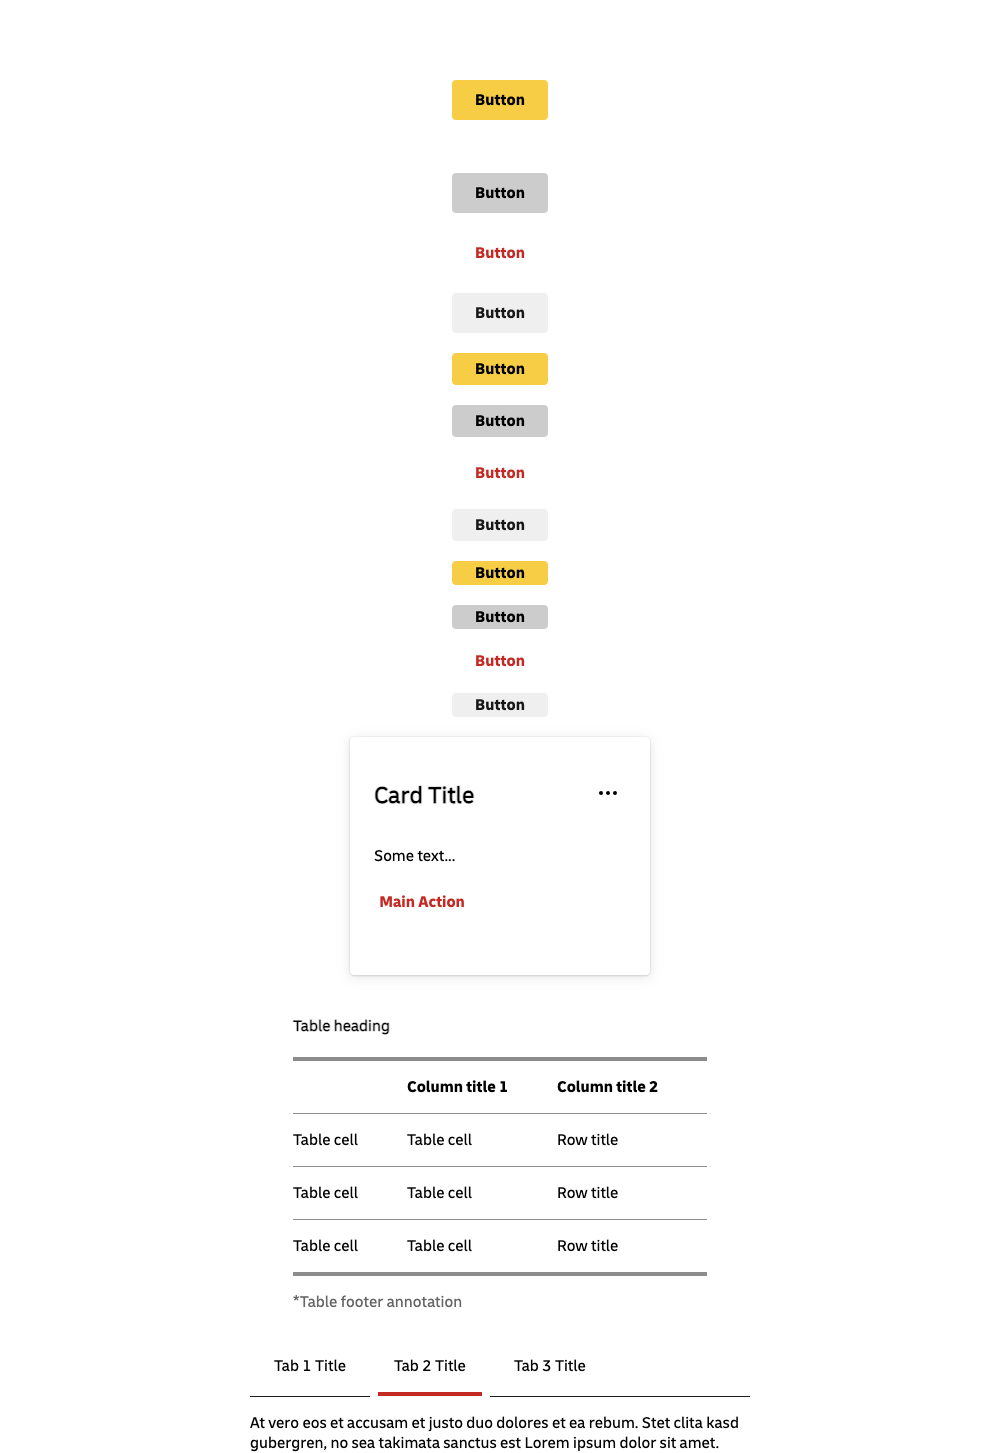 Button
Button
Button
Button
Button
Button
Button
Button
Button
Button
Button
Button
Card Title
Some text...
Main Action
Table heading
Column title 1 Column title 2
Table cell Table cell Row title
Table cell Table cell Row title
Table cell Table cell Row title
*Table footer annotation
Tab 1 Title Tab 2 Title Tab 3 Title
At vero eos et accusam et justo duo dolores et ea rebum. Stet clita kasd
gubergren, no sea takimata sanctus est Lorem ipsum dolor sit amet.